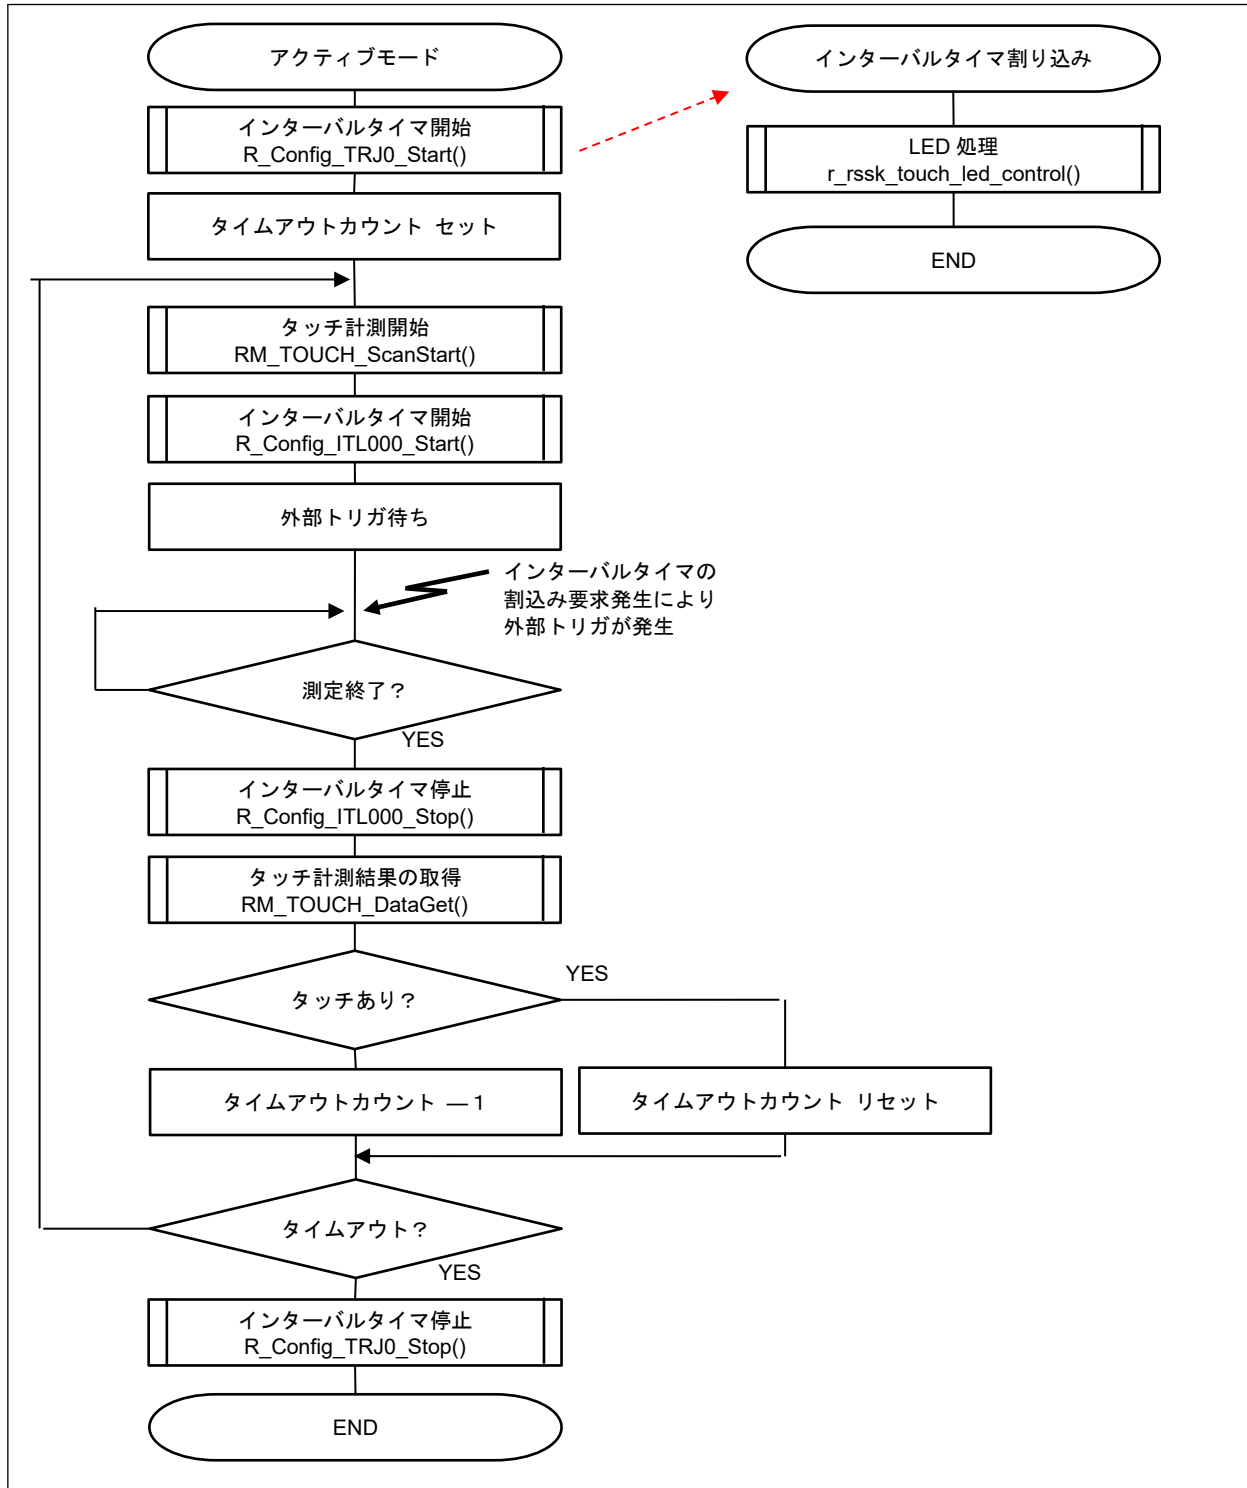 アクティブモード
インターバルタイマ開始
R_Config_TRJ0_Start()
タイムアウトカウント セット
タッチ計測開始
RM_TOUCH_ScanStart()
インターバルタイマ開始
R_Config_ITL000_Start()
外部トリガ待ち
インターバルタイマの
割込み要求発生により
外部トリガが発生
測定終了？
YES
インターバルタイマ停止
R_Config_ITL000_Stop()
タッチ計測結果の取得
RM_TOUCH_DataGet()
タッチあり？
YES
タイムアウトカウント ―１
タイムアウトカウント リセット
タイムアウト？
YES
インターバルタイマ停止
R_Config_TRJ0_Stop()
END
インターバルタイマ割り込み
LED 処理
r_rssk_touch_led_control()
END